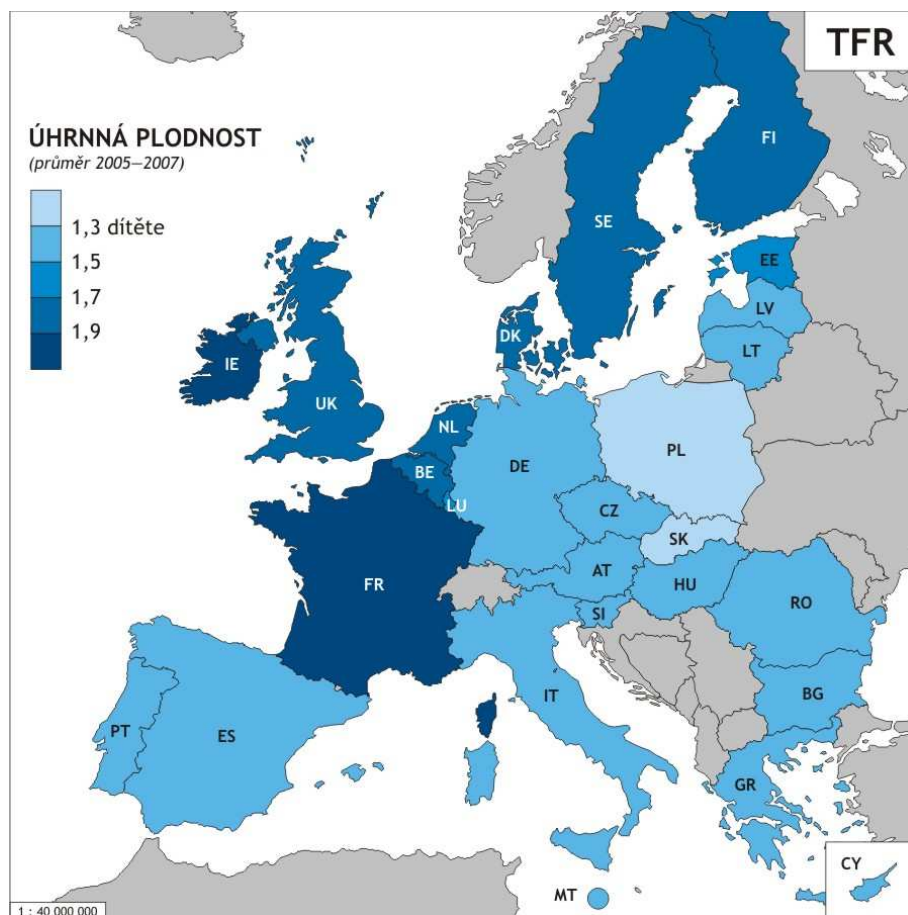 TFR
ÚHRNNÁ PLODNOST
(průměr 2005–2007)
1,3 dítěte
1,5
1,7
1,9
FI
SE
EE
LV
LT
DK
IE
UK
NL
BE
LU
DE
PL
CZ
SK
AT
HU
SI
RO
FR
IT
BG
PT
ES
GR
CY
MT
1 : 40 000 000